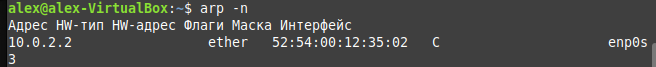 alex@alex-VirtualBox:~$ arp -n
Адрес HW-тип HW-адрес Флаги Маска Интерфейс
10.0.2.2 ether 52:54:00:12:35:02 C enp0s
3